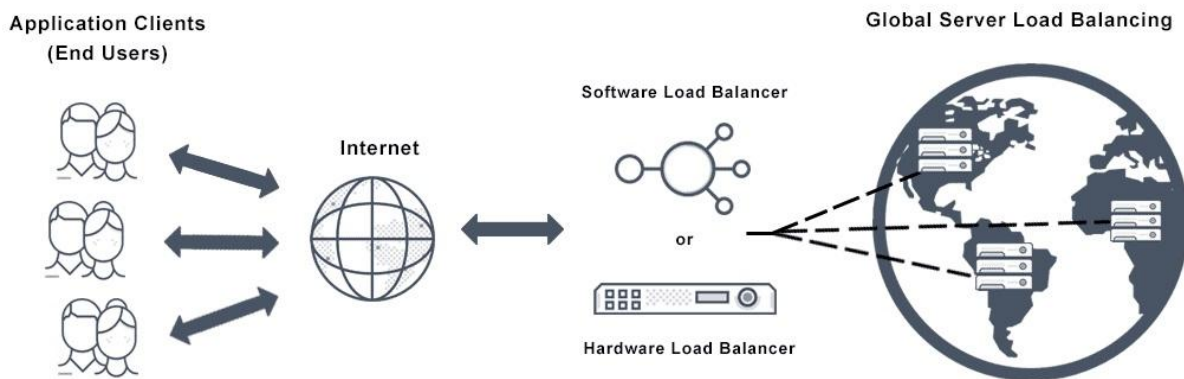 Application Clients
(End Users)
Internet
Software Load Balancer
or
Hardware Load Balancer
Global Server Load Balancing